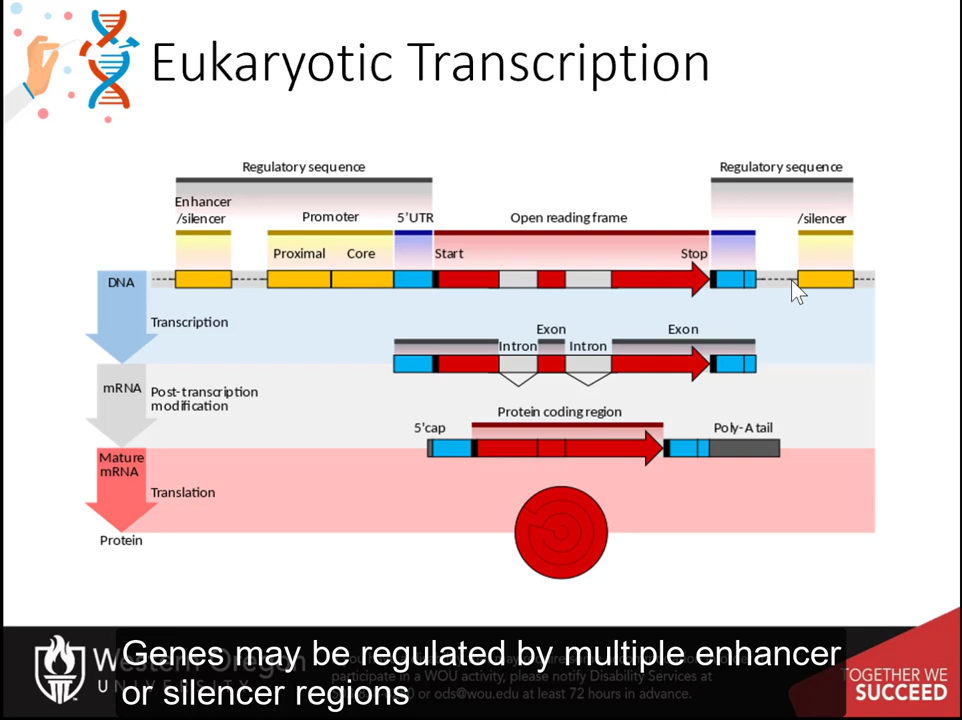 Eukaryotic Transcription
Regulatory sequence
Regulatory sequence
Enhancer
/silencer
Promoter
5'UTR
Open reading frame
/silencer
Proximal
Core
Start
Stop
DNA
Transcription
Exon
Exon
Intron
Intron
mRNA
Post-transcription
modification
Protein coding region
5'cap
Poly-A tail
Mature
mRNA
Translation
Protein
Genes may be regulated by multiple enhancer
or silencer regions
UNIVERSITY
participate in a WOU activity, please notify Disability Services at
or ods@wou.edu at least 72 hours in advance.
TOGETHER WE
SUCCEED